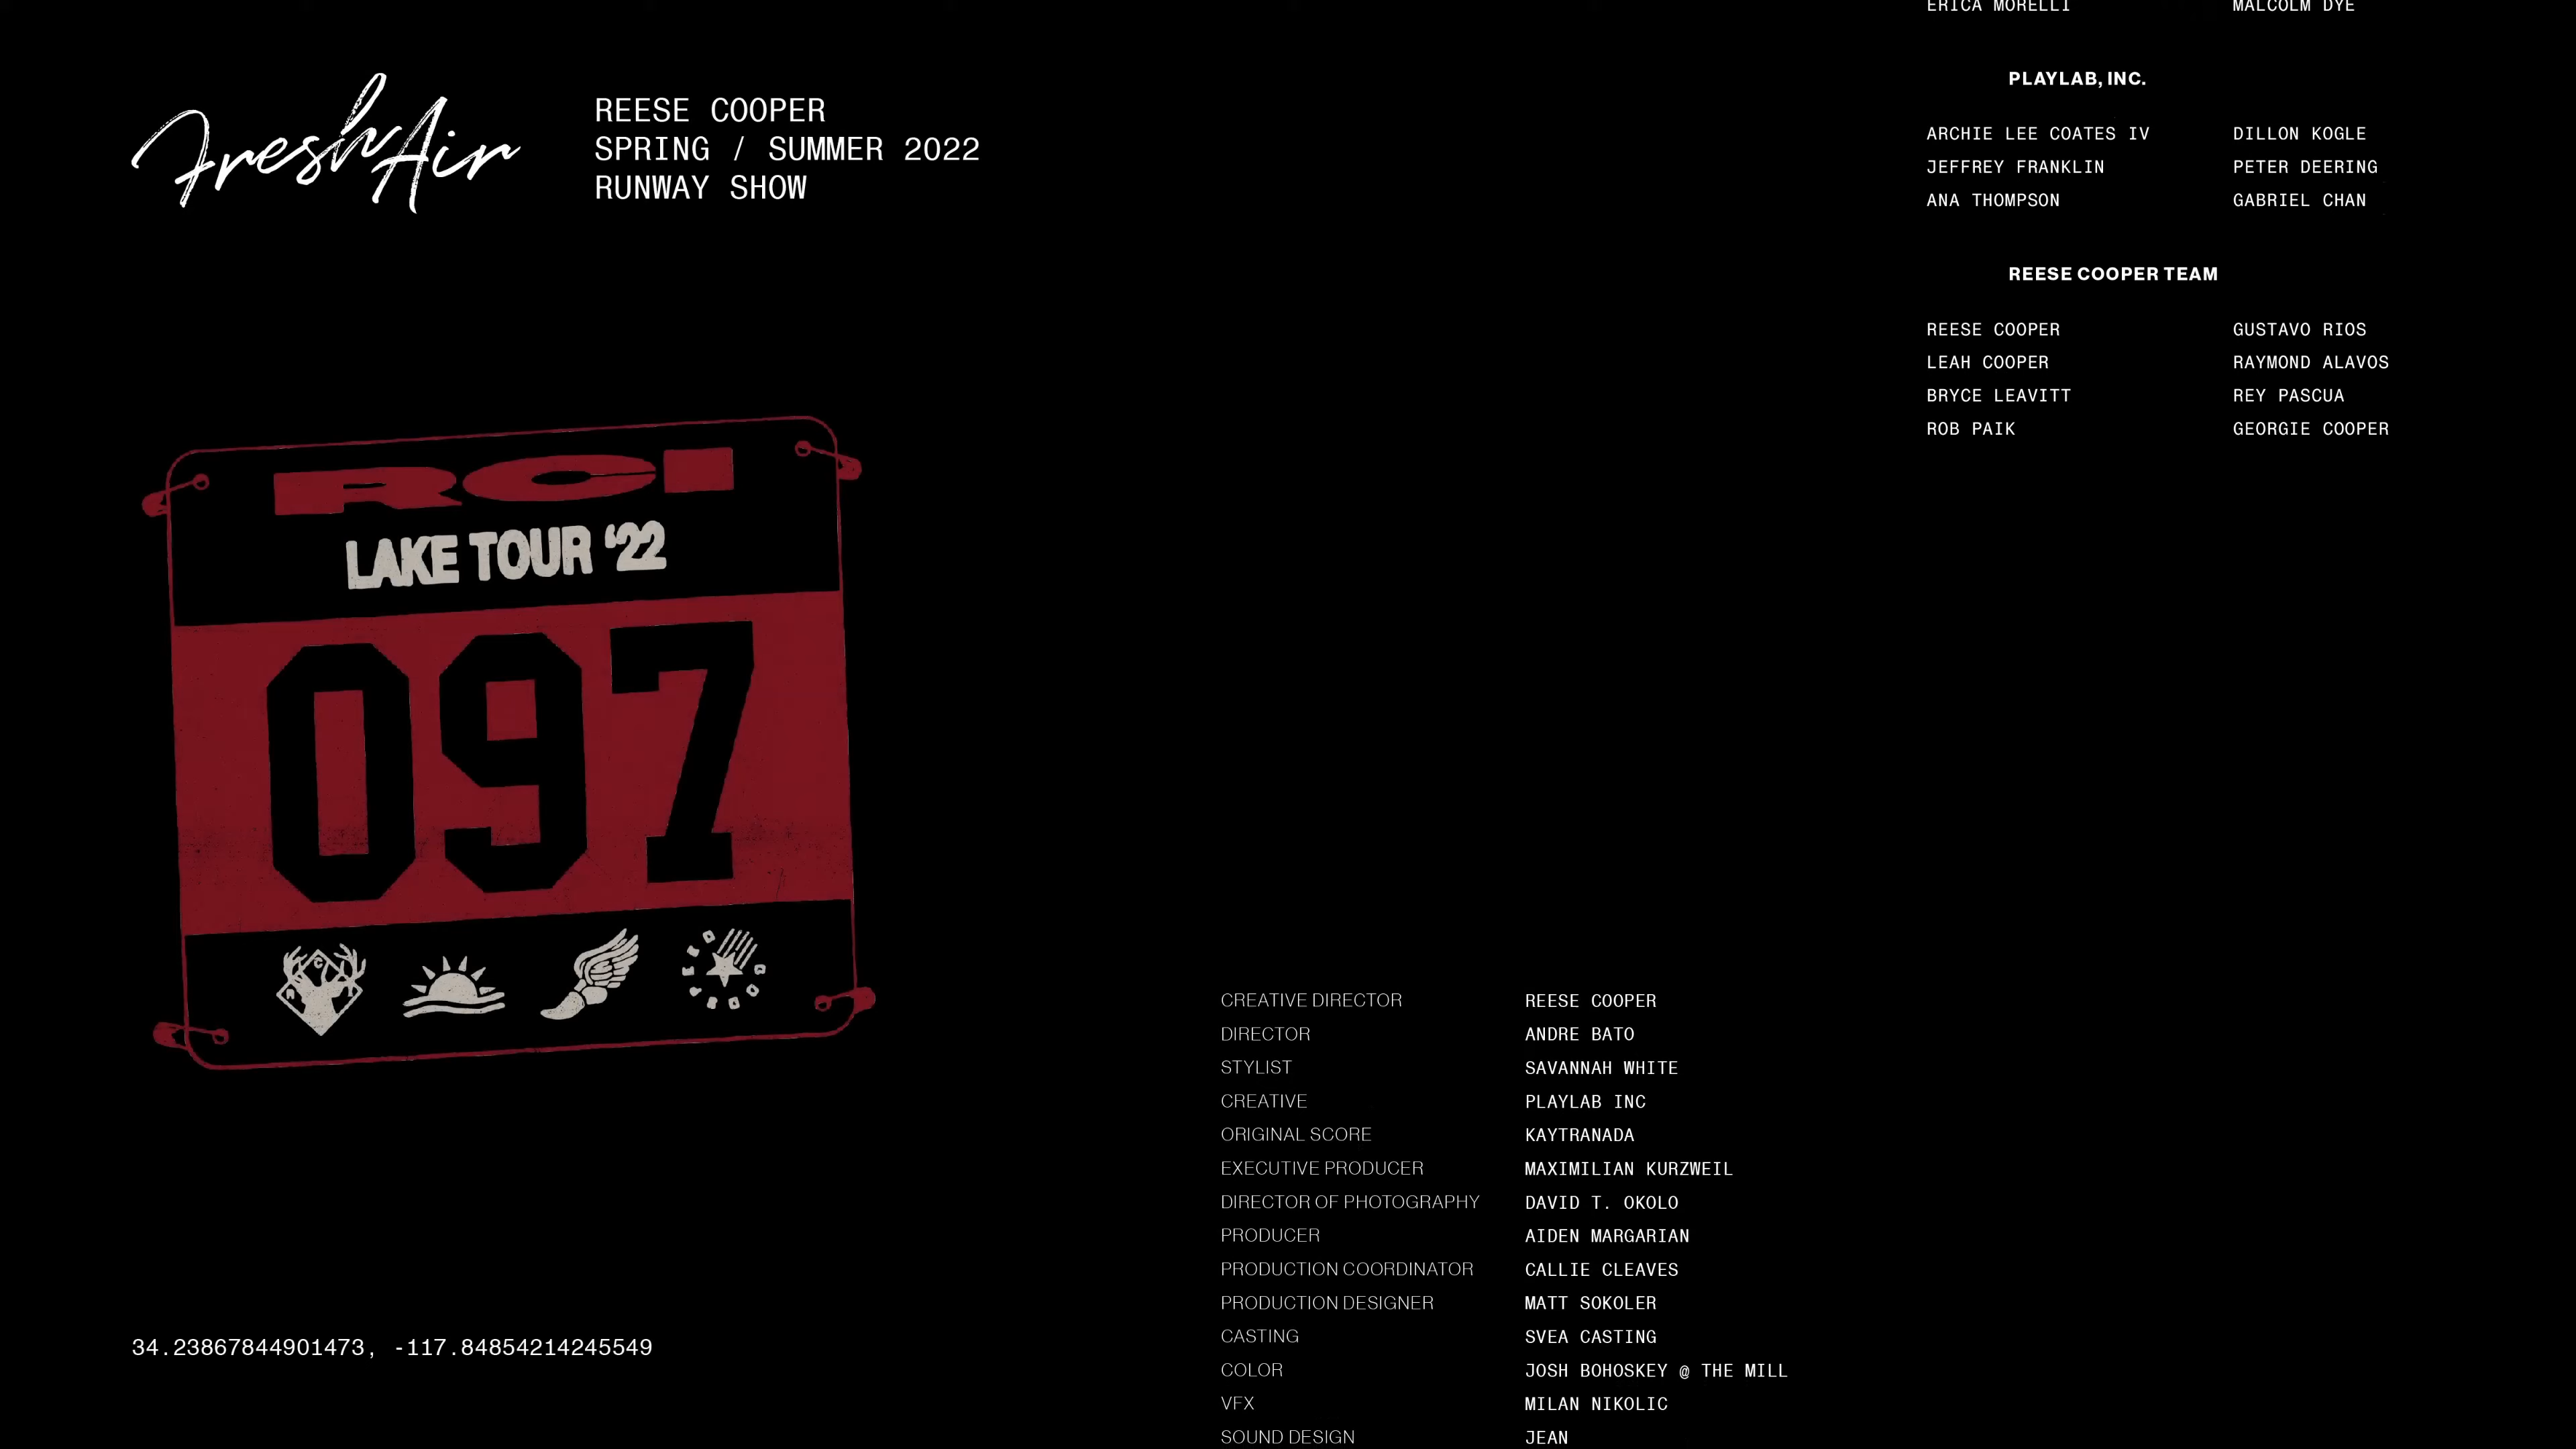 Fresh Air
REESE COOPER
SPRING / SUMMER 2022
RUNWAY SHOW
RCI
LAKE TOUR ‘22
097
34.23867844901473, -117.84854214245549
CREATIVE DIRECTOR REESE COOPER
DIRECTOR ANDRE BATO
STYLIST SAVANNAH WHITE
CREATIVE PLAYLAB INC
ORIGINAL SCORE KAYTRANADA
EXECUTIVE PRODUCER MAXIMILIAN KURZWEIL
DIRECTOR OF PHOTOGRAPHY DAVID T. OKOLO
PRODUCER AIDEN MARGARIAN
PRODUCTION COORDINATOR CALLIE CLEAVES
PRODUCTION DESIGNER MATT SOKOLER
CASTING SVEA CASTING
COLOR JOSH BOHOSKEY @ THE MILL
VFX MILAN NIKOLIC
SOUND DESIGN JEAN
ERICA MORELLI MALCOLM DYE
PLAYLAB, INC.
ARCHIE LEE COATES IV DILLON KOGLE
JEFFREY FRANKLIN PETER DEERING
ANA THOMPSON GABRIEL CHAN
REESE COOPER TEAM
REESE COOPER GUSTAVO RIOS
LEAH COOPER RAYMOND ALAVOS
BRYCE LEAVITT REY PASCUA
ROB PAIK GEORGIE COOPER